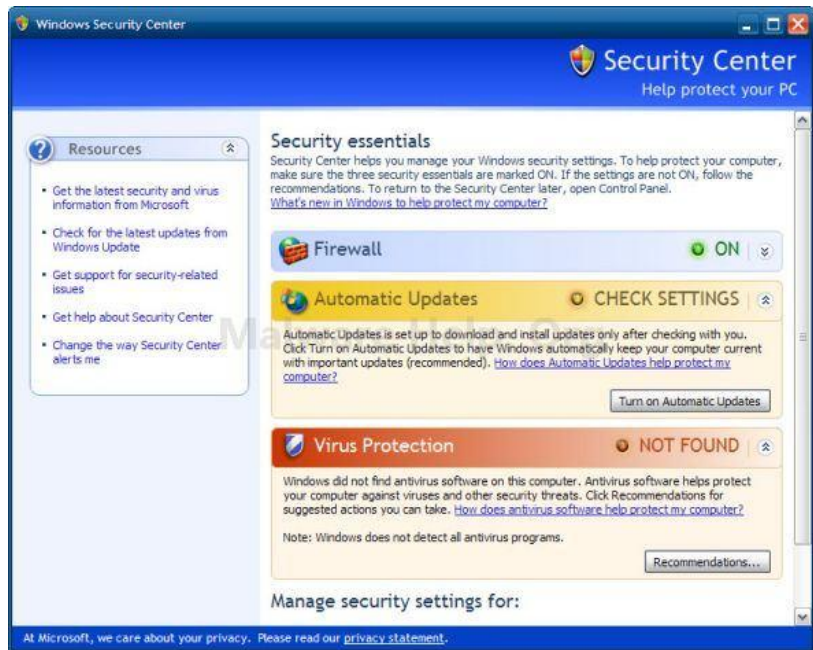 Windows Security Center
Security Center
Help protect your PC
Resources
Get the latest security and virus
information from Microsoft
Check for the latest updates from
Windows Update
Get support for security-related
issues
Get help about Security Center
Change the way Security Center
alerts me
Security essentials
Security Center helps you manage your Windows security settings. To help protect your computer,
make sure the three security essentials are marked ON. If the settings are not ON, follow the
recommendations. To return to the Security Center later, open Control Panel.
What's new in Windows to help protect my computer?
Firewall ON
Automatic Updates CHECK SETTINGS
Automatic Updates is set up to download and install updates only after checking with you.
Click Turn on Automatic Updates to have Windows automatically keep your computer current
with important updates (recommended). How does Automatic Updates help protect my
computer?
Turn on Automatic Updates
Virus Protection NOT FOUND
Windows did not find antivirus software on this computer. Antivirus software helps protect
your computer against viruses and other security threats. Click Recommendations for
suggested actions you can take. How does antivirus software help protect my computer?
Note: Windows does not detect all antivirus programs.
Recommendations...
Manage security settings for:
At Microsoft, we care about your privacy. Please read our privacy statement.